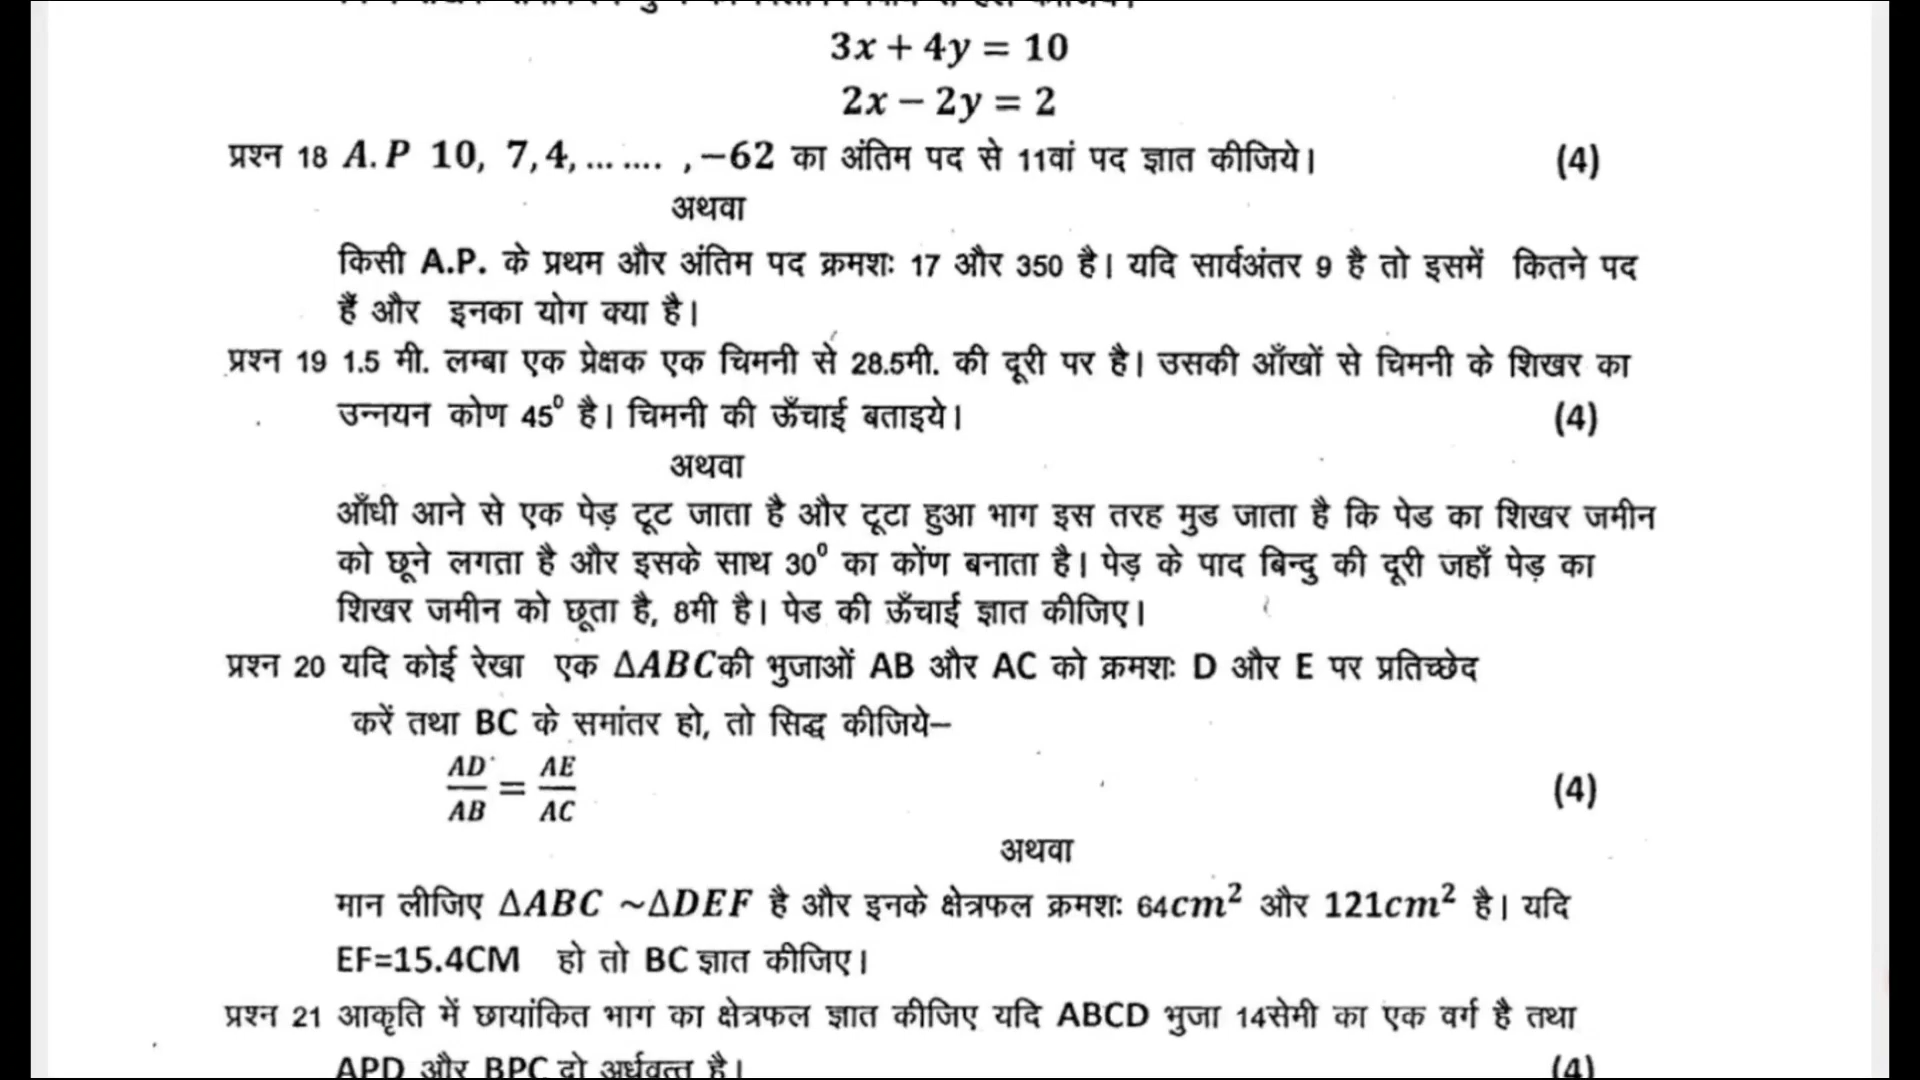 3x + 4y = 10
2x − 2y = 2
प्रश्न 18 A.P 10, 7,4, ... .... ,−62 का अंतिम पद से 11वां पद ज्ञात कीजिये। (4)
अथवा
किसी A.P. के प्रथम और अंतिम पद क्रमशः 17 और 350 है। यदि सार्वअंतर 9 है तो इसमें कितने पद
हैं और इनका योग क्या है।
प्रश्न 19 1.5 मी. लम्बा एक प्रेक्षक एक चिमनी से 28.5मी. की दूरी पर है। उसकी आँखों से चिमनी के शिखर का
उन्नयन कोण 45⁰ है। चिमनी की ऊँचाई बताइये। (4)
अथवा
आँधी आने से एक पेड़ टूट जाता है और टूटा हुआ भाग इस तरह मुड जाता है कि पेड का शिखर जमीन
को छूने लगता है और इसके साथ 30⁰ का कोंण बनाता है। पेड़ के पाद बिन्दु की दूरी जहाँ पेड़ का
शिखर जमीन को छूता है, 8मी है। पेड की ऊँचाई ज्ञात कीजिए।
प्रश्न 20 यदि कोई रेखा एक ΔABCकी भुजाओं AB और AC को क्रमशः D और E पर प्रतिच्छेद
करें तथा BC के समांतर हो, तो सिद्ध कीजिये–
AD/AB = AE/AC (4)
अथवा
मान लीजिए ΔABC ~ΔDEF है और इनके क्षेत्रफल क्रमशः 64cm² और 121cm² है। यदि
EF=15.4CM हो तो BC ज्ञात कीजिए।
प्रश्न 21 आकृति में छायांकित भाग का क्षेत्रफल ज्ञात कीजिए यदि ABCD भुजा 14सेमी का एक वर्ग है तथा
APD और BPC दो अर्धवृत्त है। (4)